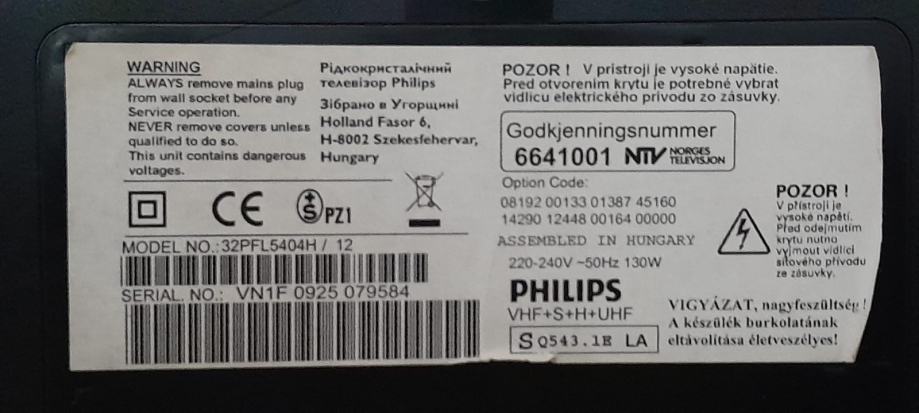 WARNING
ALWAYS remove mains plug
from wall socket before any
Service operation.
NEVER remove covers unless
qualified to do so.
This unit contains dangerous
voltages.
Рідкокристалічний
телевізор Philips
Зібрано в Угорщині
Holland Fasor 6,
H-8002 Szekesfehervar,
Hungary
POZOR ! V pristroji je vysoké napätie.
Pred otvorenim krytu je potrebné vybrat
vidlicu elektrického privodu zo zásuvky.
Godkjenningsnummer
6641001 NTV NORGES
TELEVISJON
Option Code:
08192 00133 01387 45160
14290 12448 00164 00000
ASSEMBLED IN HUNGARY
220-240V ~50Hz 130W
PHILIPS
VHF+S+H+UHF
S Q543.1E LA
CE
S PZ1
MODEL NO.:32PFL5404H / 12
SERIAL. NO.: VN1F 0925 079584
POZOR !
V přístroji je
vysoké napětí.
Před odejmutím
krytu nutno
vyjmout vidlici
síťového přívodu
ze zásuvky.
VIGYÁZAT, nagyfeszültség !
A készülék burkolatának
eltávolítása életveszélyes!